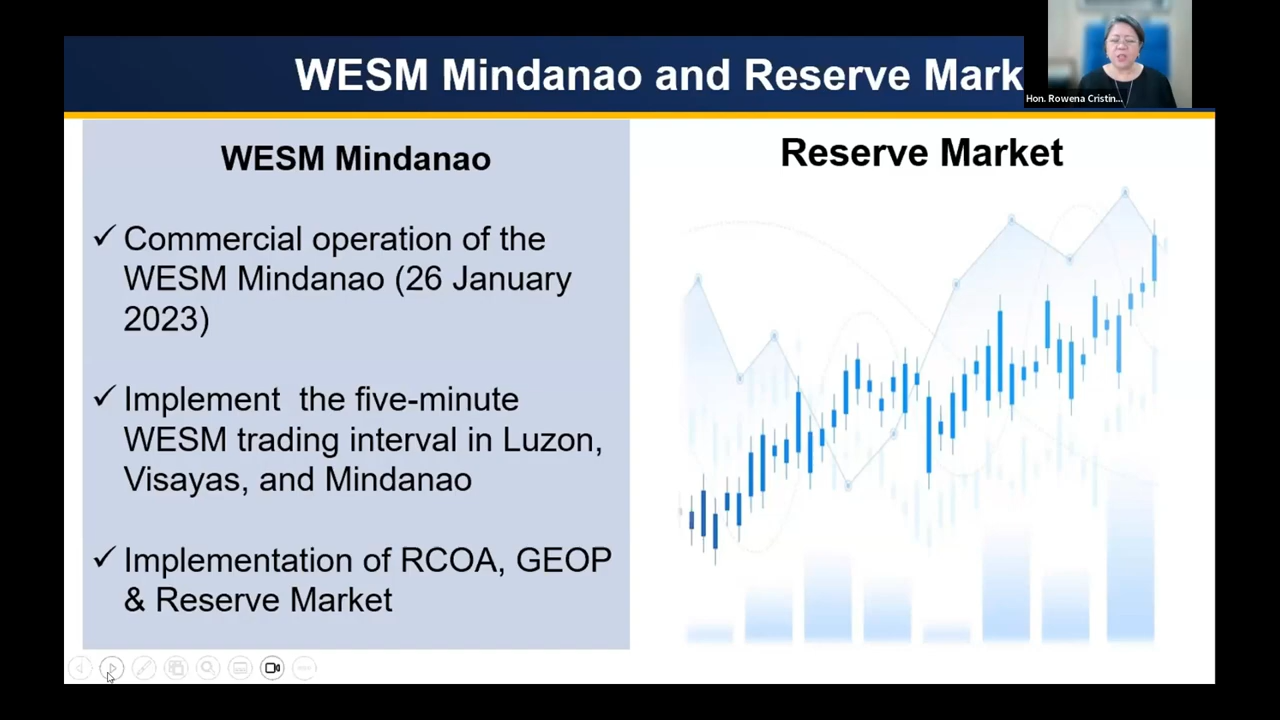 WESM Mindanao and Reserve Mark
Hon. Rowena Cristin...
WESM Mindanao
✓ Commercial operation of the
WESM Mindanao (26 January
2023)
✓ Implement the five-minute
WESM trading interval in Luzon,
Visayas, and Mindanao
✓ Implementation of RCOA, GEOP
& Reserve Market
Reserve Market